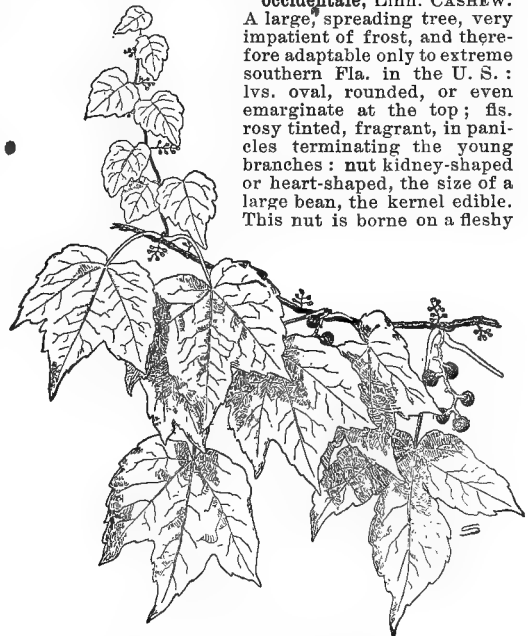 occidentale, Linn. CASHEW.
A large, spreading tree, very
impatient of frost, and there-
fore adaptable only to extreme
southern Fla. in the U. S. :
lvs. oval, rounded, or even
emarginate at the top ; fls.
rosy tinted, fragrant, in pani-
cles terminating the young
branches : nut kidney-shaped
or heart-shaped, the size of a
large bean, the kernel edible.
This nut is borne on a fleshy
S